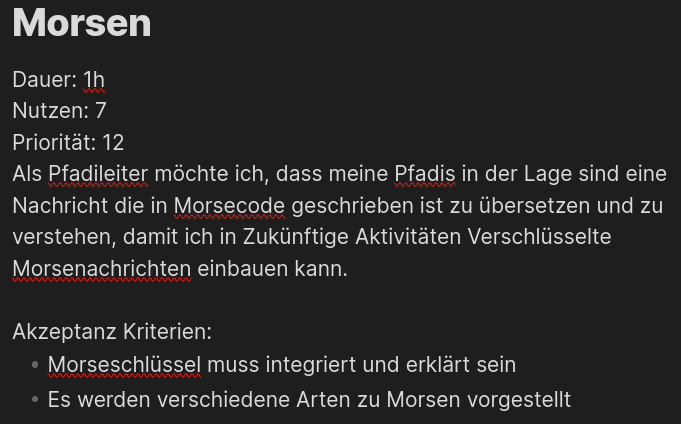 Morsen
Dauer: 1h
Nutzen: 7
Priorität: 12
Als Pfadileiter möchte ich, dass meine Pfadis in der Lage sind eine
Nachricht die in Morsecode geschrieben ist zu übersetzen und zu
verstehen, damit ich in Zukünftige Aktivitäten Verschlüsselte
Morsenachrichten einbauen kann.
Akzeptanz Kriterien:
• Morseschlüssel muss integriert und erklärt sein
• Es werden verschiedene Arten zu Morsen vorgestellt